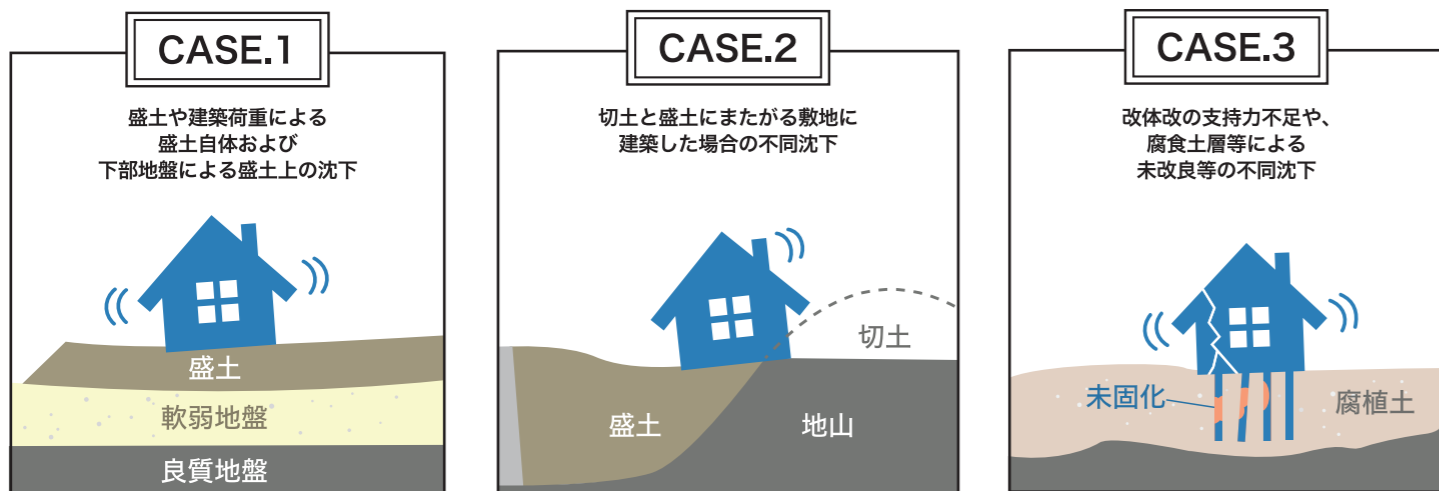 CASE.1
盛土や建築荷重による
盛土自体および
下部地盤による盛土上の沈下
盛土
軟弱地盤
良質地盤
CASE.2
切土と盛土にまたがる敷地に
建築した場合の不同沈下
切土
盛土
地山
CASE.3
改体改の支持力不足や、
腐食土層等による
未改良等の不同沈下
未固化
腐植土